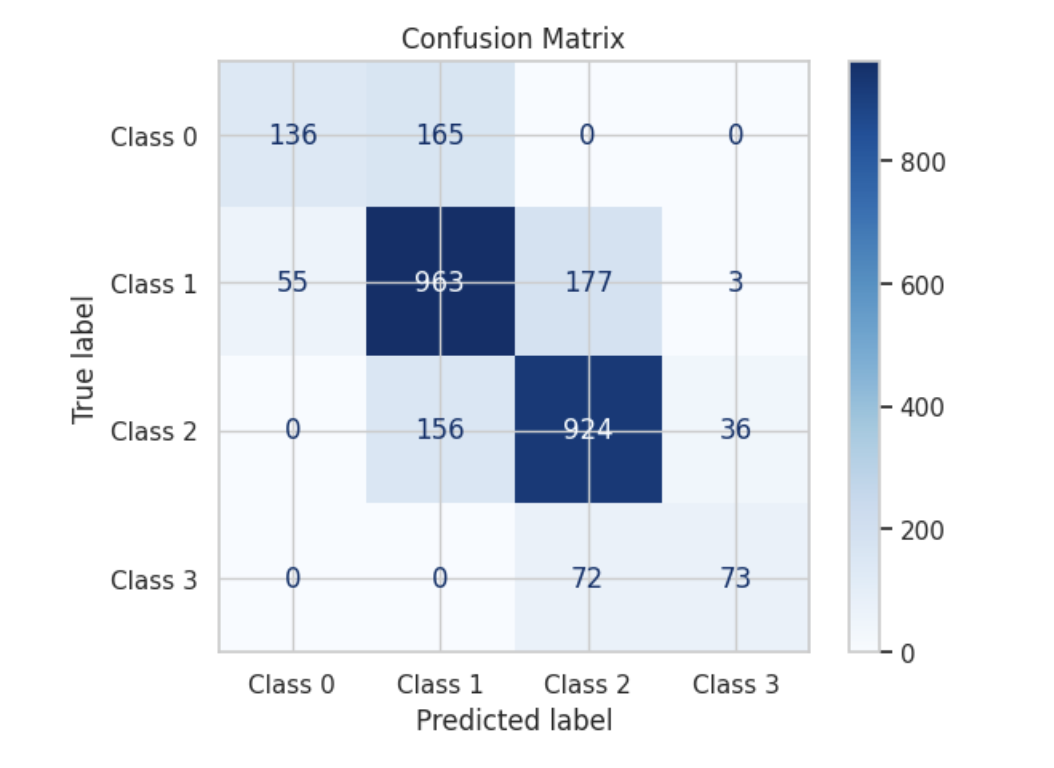 Confusion Matrix
Class 0 136 165 0 0
Class 1 55 963 177 3
Class 2 0 156 924 36
Class 3 0 0 72 73
Class 0 Class 1 Class 2 Class 3
Predicted label
True label
800
600
400
200
0